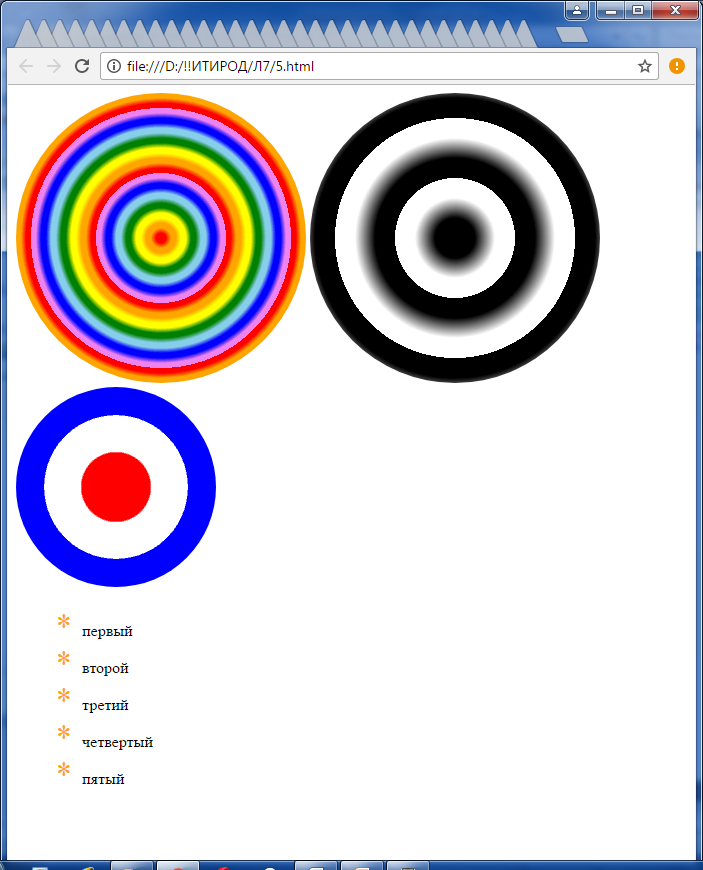 file:///D:/!!ИТИРОД/Л7/5.html
* первый
* второй
* третий
* четвертый
* пятый